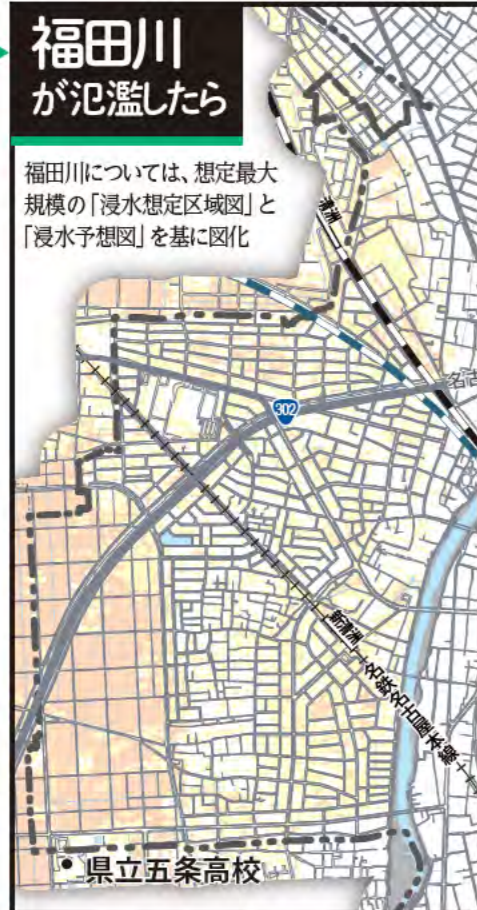 福田川
が氾濫したら
福田川については、想定最大
規模の「浸水想定区域図」と
「浸水予想図」を基に図化
清洲
302
名古
新清洲
名鉄名古屋本線
県立五条高校